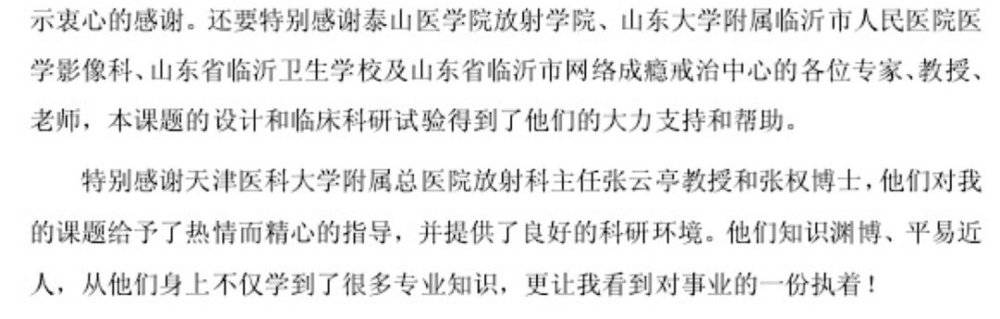 示衷心的感谢。还要特别感谢泰山医学院放射学院、山东大学附属临沂市人民医院医
学影像科、山东省临沂卫生学校及山东省临沂市网络成瘾戒治中心的各位专家、教授、
老师，本课题的设计和临床科研试验得到了他们的大力支持和帮助。
特别感谢天津医科大学附属总医院放射科主任张云亭教授和张权博士，他们对我
的课题给予了热情而精心的指导，并提供了良好的科研环境。他们知识渊博、平易近
人，从他们身上不仅学到了很多专业知识，更让我看到对事业的一份执着！